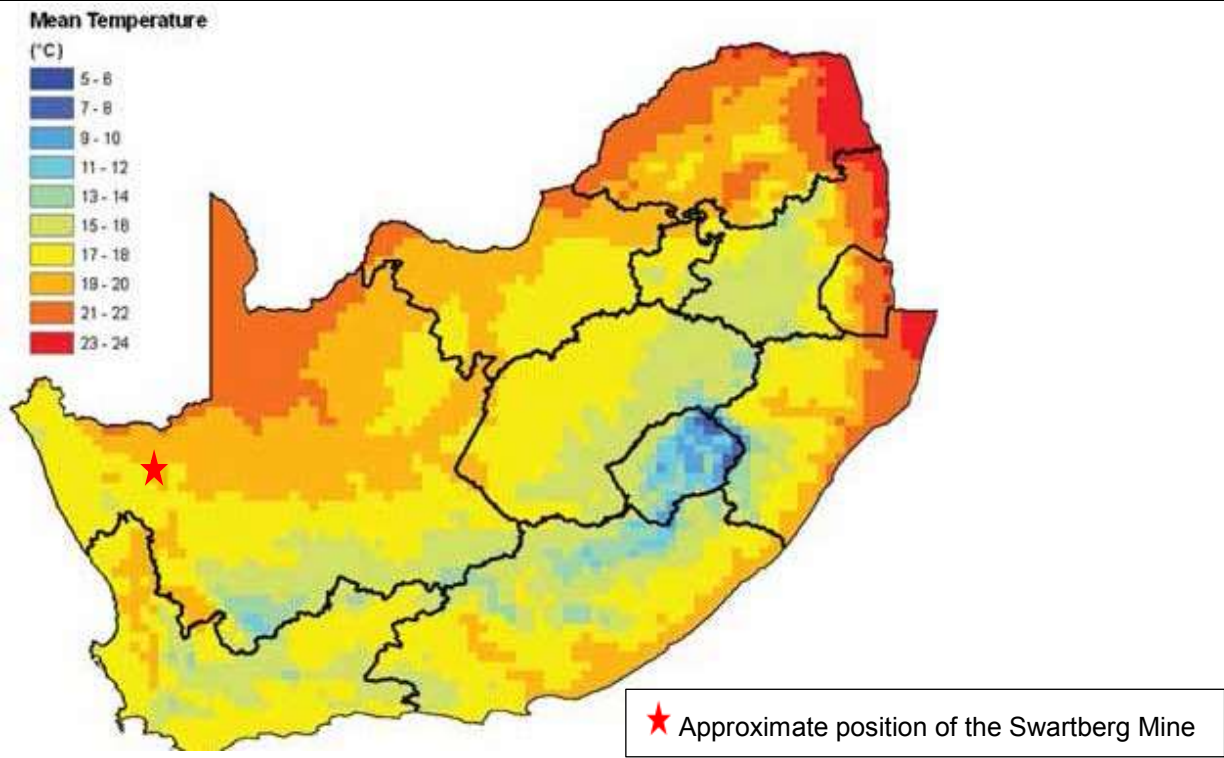 Mean Temperature
(°C)
5 - 6
7 - 8
9 - 10
11 - 12
13 - 14
15 - 16
17 - 18
19 - 20
21 - 22
23 - 24
Approximate position of the Swartberg Mine